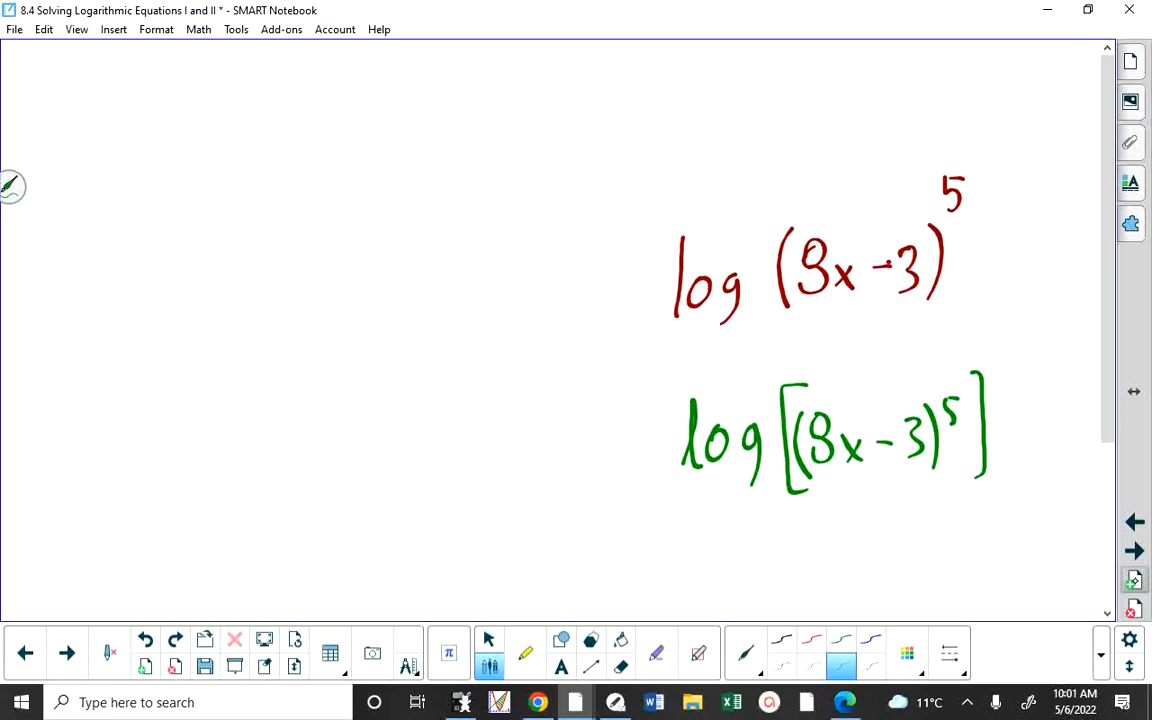 8.4 Solving Logarithmic Equations I and II * - SMART Notebook
File Edit View Insert Format Math Tools Add-ons Account Help
log (8x - 3)^5
log [(8x - 3)^5]
π
A
Type here to search
11°C
10:01 AM
5/6/2022